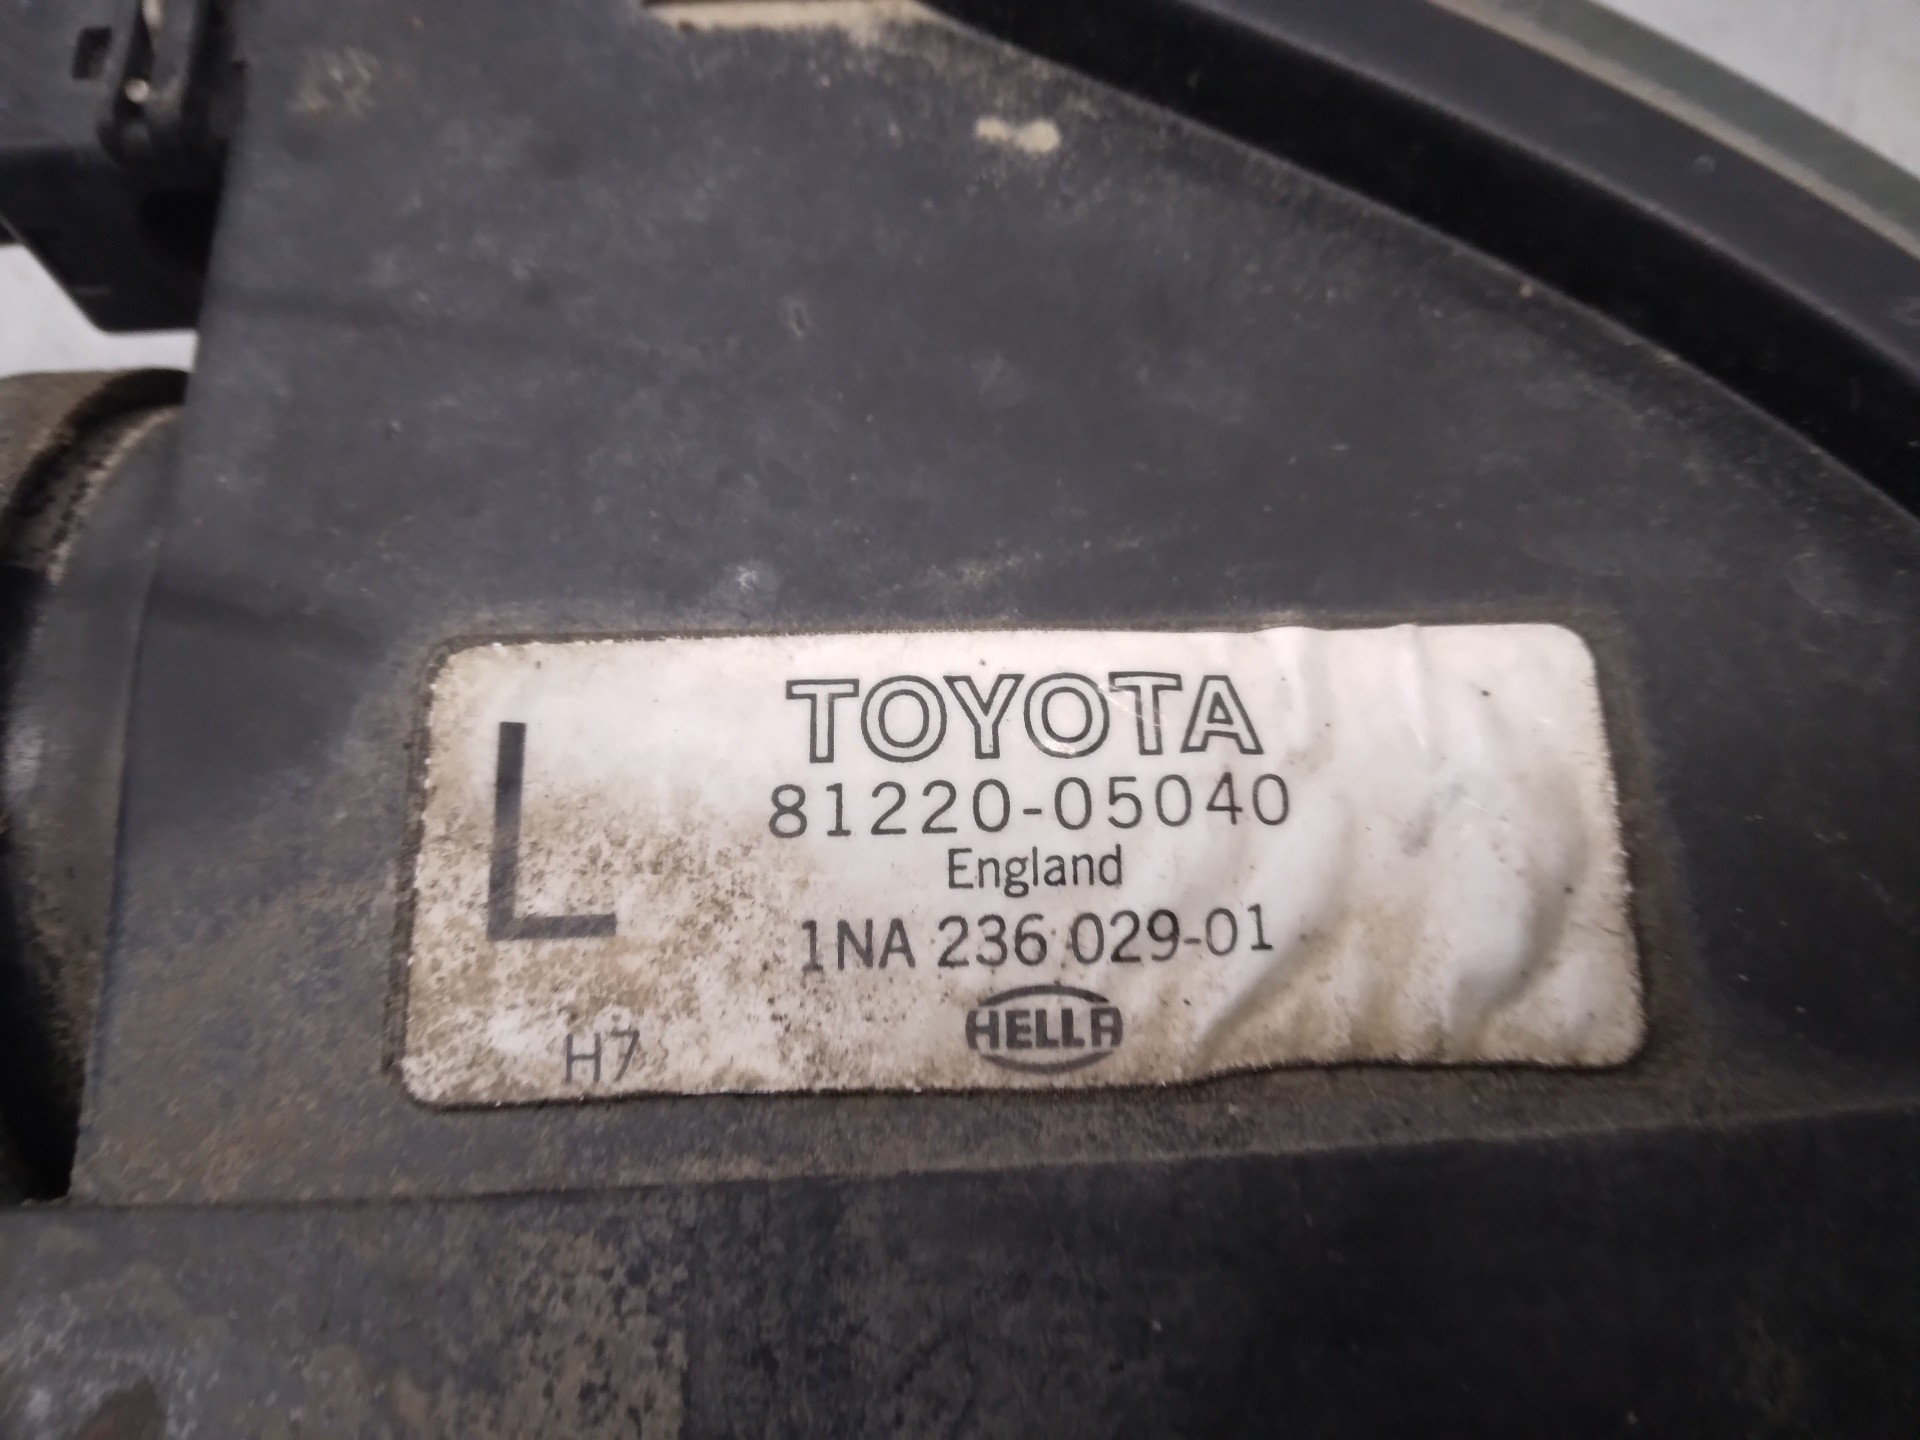 TOYOTA
L
81220-05040
England
1NA 236 029-01
HELLA
H7